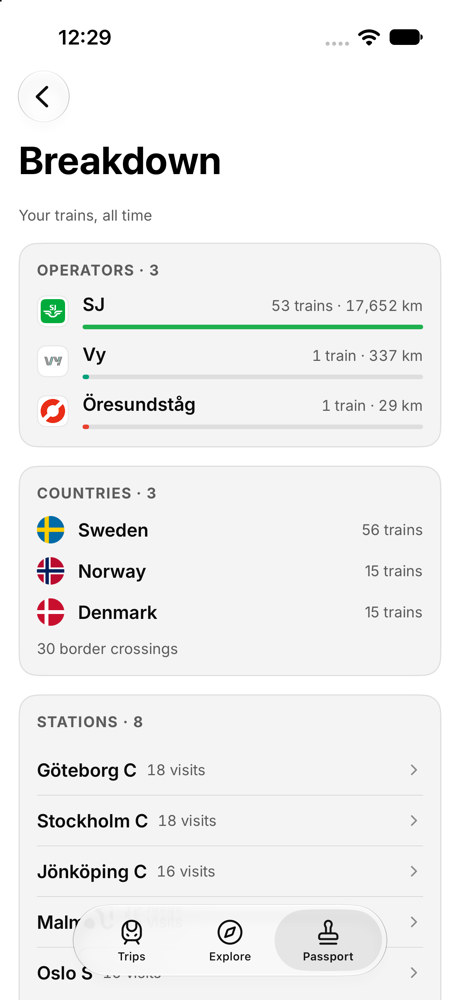 12:29
Breakdown
Your trains, all time
OPERATORS · 3
SJ 53 trains · 17,652 km
Vy 1 train · 337 km
Öresundståg 1 train · 29 km
COUNTRIES · 3
Sweden 56 trains
Norway 15 trains
Denmark 15 trains
30 border crossings
STATIONS · 8
Göteborg C 18 visits
Stockholm C 18 visits
Jönköping C 16 visits
Oslo S visits
Trips Explore Passport